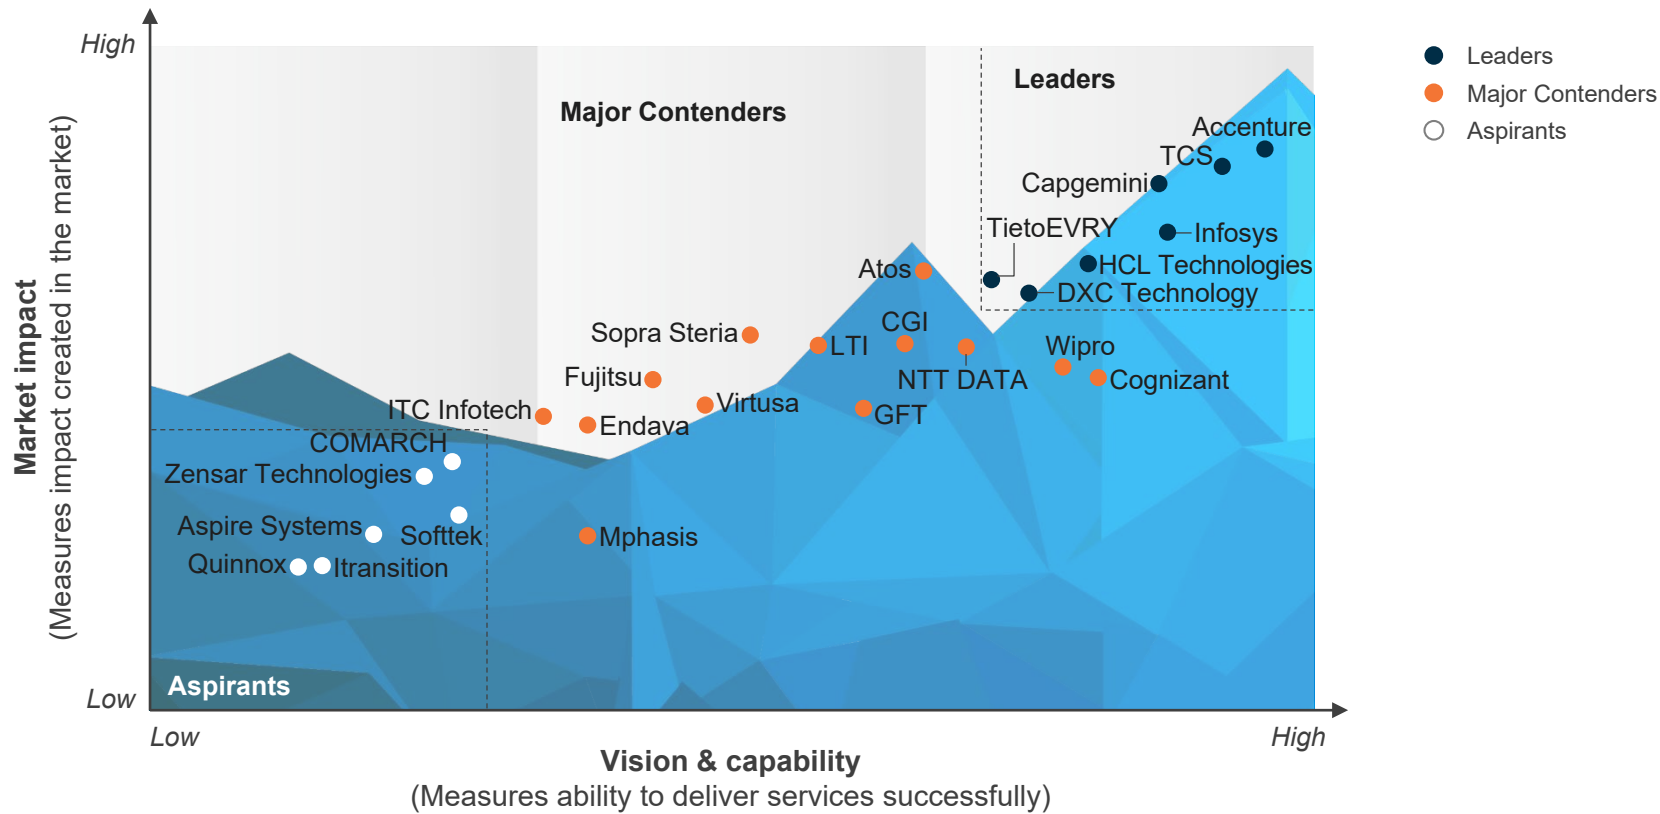 High
Market impact
(Measures impact created in the market)
Low
Low
High
Vision & capability
(Measures ability to deliver services successfully)
Major Contenders
Leaders
Aspirants
Accenture
TCS
Capgemini
TietoEVRY
Infosys
HCL Technologies
DXC Technology
Atos
CGI
Sopra Steria
LTI
NTT DATA
Wipro
Cognizant
Fujitsu
Virtusa
GFT
ITC Infotech
Endava
COMARCH
Zensar Technologies
Aspire Systems
Softtek
Mphasis
Quinnox
Itransition
Leaders
Major Contenders
Aspirants